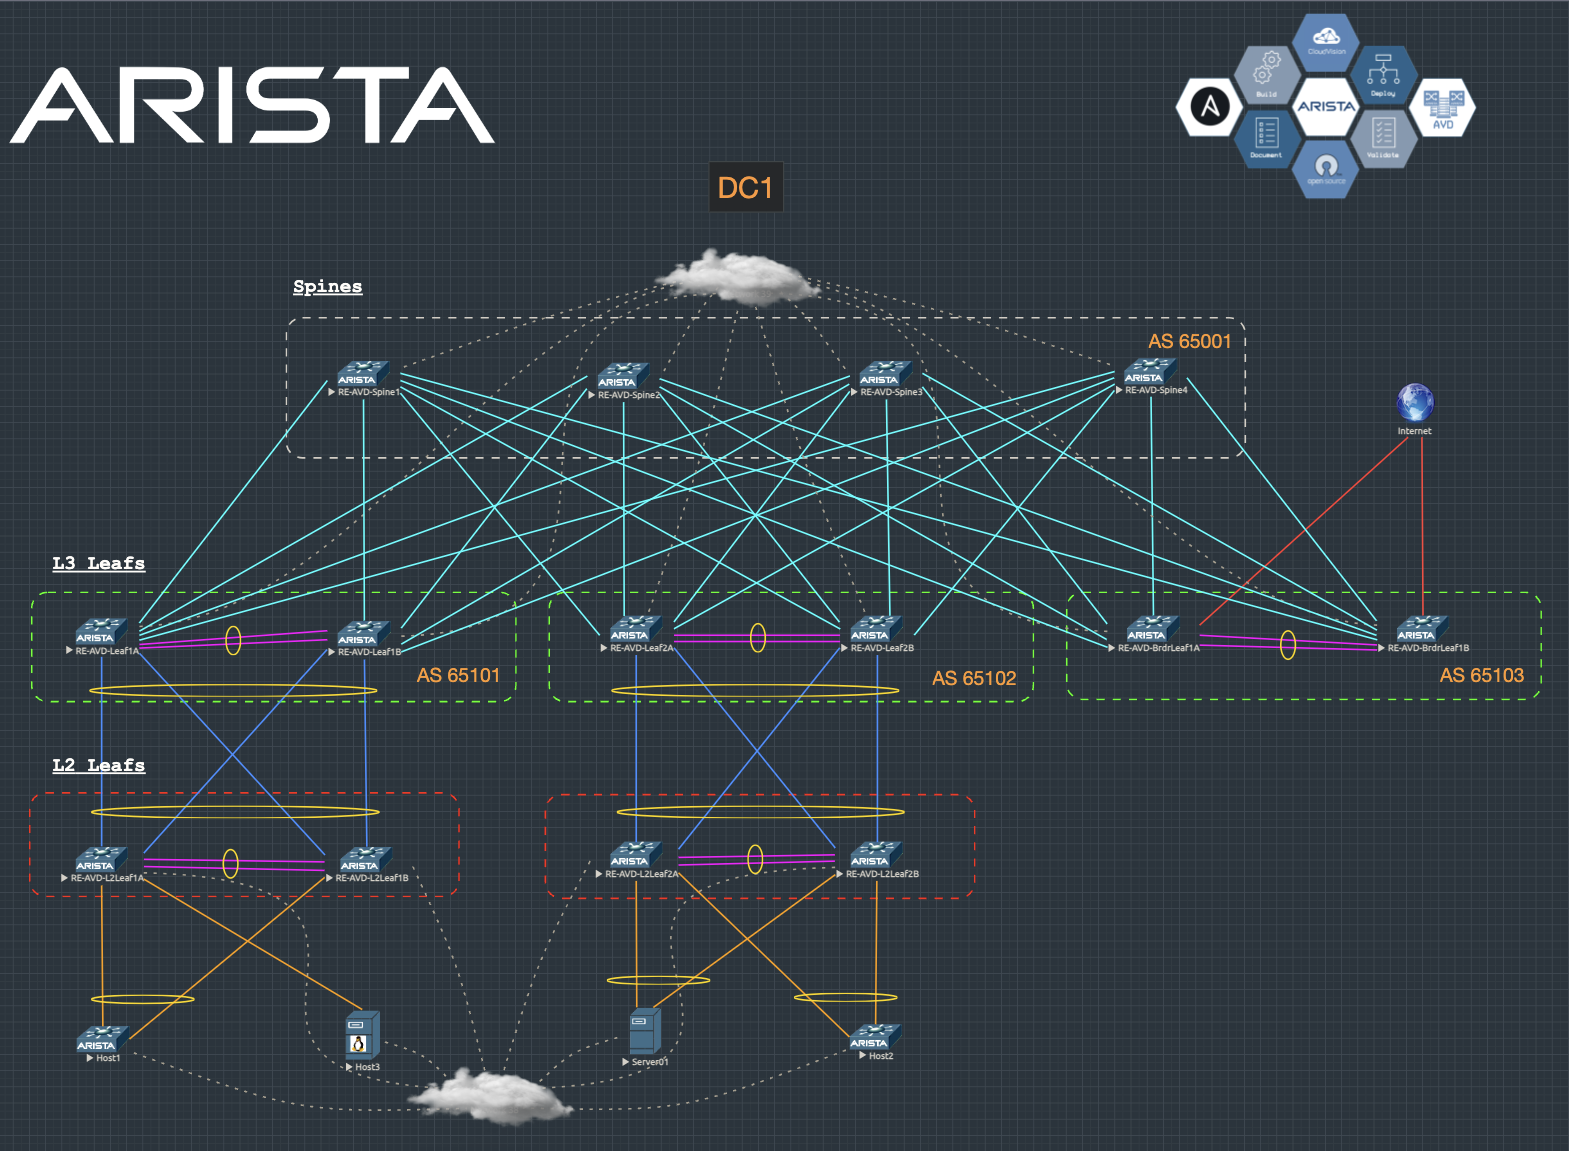 ARISTA
CloudVision
Build
Deploy
ARISTA
AVD
Document
Validate
open source
DC1
Spines
AS 65001
ARISTA
RE-AVD-Spine1
ARISTA
RE-AVD-Spine2
ARISTA
RE-AVD-Spine3
ARISTA
RE-AVD-Spine4
Internet
L3 Leafs
ARISTA
RE-AVD-Leaf1A
ARISTA
RE-AVD-Leaf1B
AS 65101
ARISTA
RE-AVD-Leaf2A
ARISTA
RE-AVD-Leaf2B
AS 65102
ARISTA
RE-AVD-BrdrLeaf1A
ARISTA
RE-AVD-BrdrLeaf1B
AS 65103
L2 Leafs
ARISTA
RE-AVD-L2Leaf1A
ARISTA
RE-AVD-L2Leaf1B
ARISTA
RE-AVD-L2Leaf2A
ARISTA
RE-AVD-L2Leaf2B
ARISTA
Host1
Host3
Server01
ARISTA
Host2